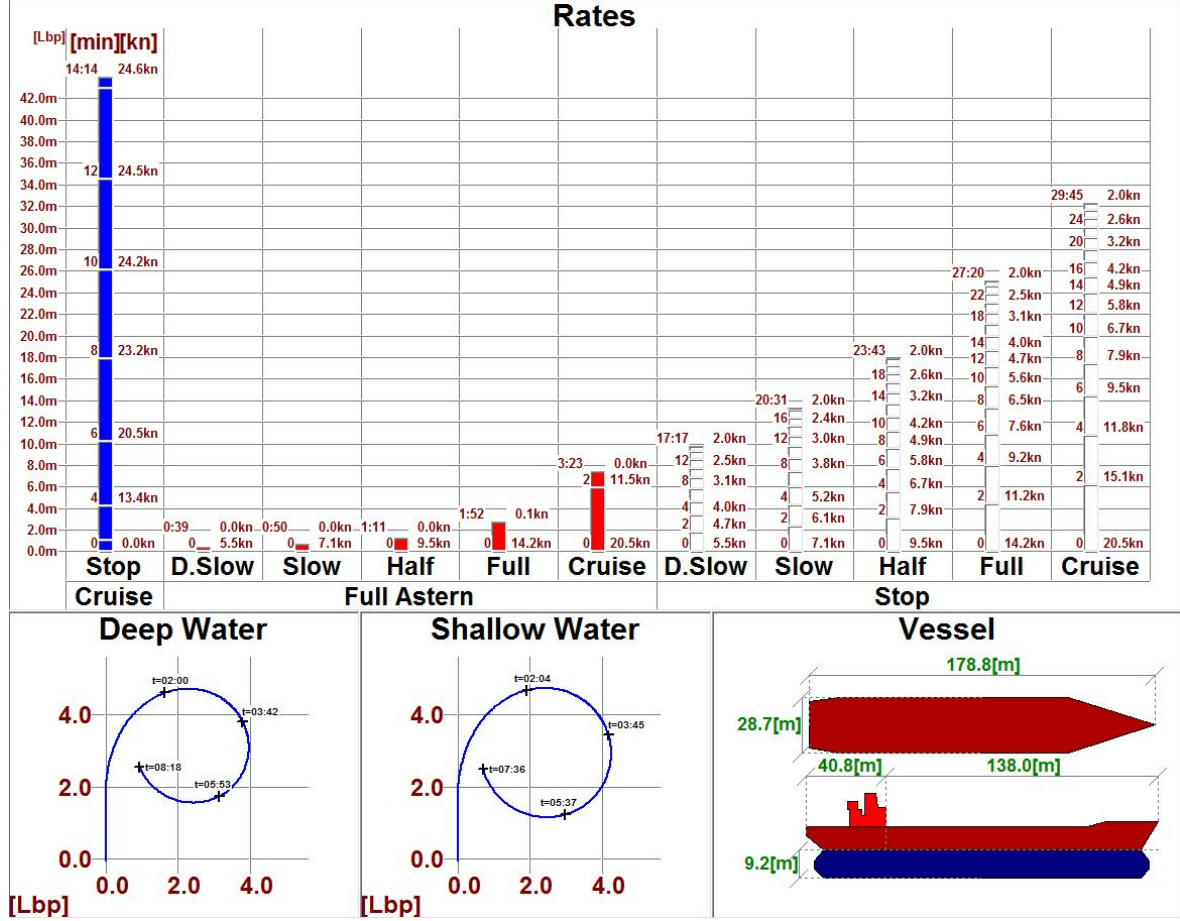 Rates
[Lbp] [min][kn]
14:14 24.6kn
42.0m
40.0m
38.0m
36.0m
12 24.5kn
34.0m
29:45 2.0kn
32.0m
24 2.6kn
30.0m
20 3.2kn
28.0m
10 24.2kn
16 4.2kn
26.0m
27:20 2.0kn
14 4.9kn
24.0m
22 2.5kn
12 5.8kn
22.0m
18 3.1kn
10 6.7kn
20.0m
14 4.0kn
8 23.2kn
23:43 2.0kn
12 4.7kn
8 7.9kn
18.0m
18 2.6kn
10 5.6kn
16.0m
6 9.5kn
14 3.2kn
8 6.5kn
20:31 2.0kn
14.0m
16 2.4kn
10 4.2kn
6 7.6kn
4 11.8kn
12.0m
6 20.5kn
17:17 2.0kn
12 3.0kn
8 4.9kn
10.0m
3:23 0.0kn
12 2.5kn
8 3.8kn
6 5.8kn
4 9.2kn
8.0m
2 11.5kn
8 3.1kn
4 6.7kn
2 15.1kn
6.0m
4 13.4kn
4 5.2kn
2 11.2kn
4.0m
1:52 0.1kn
4 4.0kn
2 6.1kn
2 7.9kn
2.0m
0:39 0.0kn 0:50 0.0kn 1:11 0.0kn
2 4.7kn
0.0m
0 0.0kn 0 5.5kn 0 7.1kn 0 9.5kn 0 14.2kn 0 20.5kn 0 5.5kn 0 7.1kn 0 9.5kn 0 14.2kn 0 20.5kn
Stop D.Slow Slow Half Full Cruise D.Slow Slow Half Full Cruise
Cruise Full Astern Stop
Deep Water
t=02:00
4.0
t=03:42
t=08:18
2.0
t=05:53
0.0
0.0 2.0 4.0
[Lbp]
Shallow Water
t=02:04
4.0
t=03:45
t=07:36
2.0
t=05:37
0.0
0.0 2.0 4.0
[Lbp]
Vessel
178.8[m]
28.7[m]
40.8[m] 138.0[m]
9.2[m]